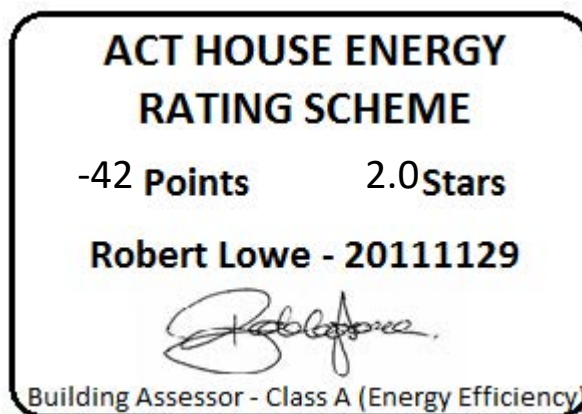 ACT HOUSE ENERGY
RATING SCHEME
-42 Points 2.0 Stars
Robert Lowe - 20111129
Building Assessor - Class A (Energy Efficiency)